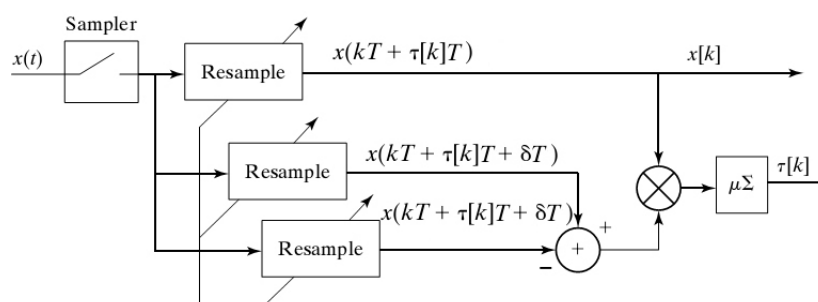 Sampler
x(t)
Resample
x(kT + τ[k]T)
x[k]
Resample
x(kT + τ[k]T + δT)
μΣ
τ[k]
Resample
x(kT + τ[k]T + δT)
+
+
−